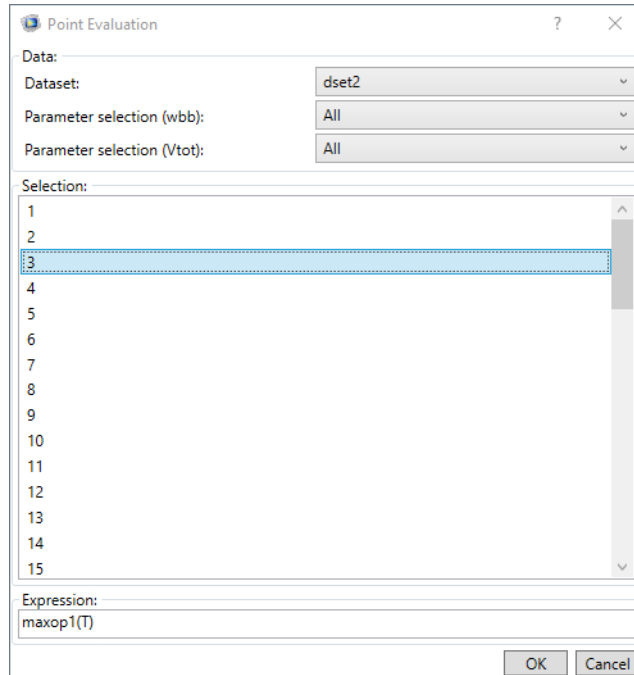 Point Evaluation
Data:
Dataset: dset2
Parameter selection (wbb): All
Parameter selection (Vtot): All
Selection:
1
2
3
4
5
6
7
8
9
10
11
12
13
14
15
Expression:
maxop1(T)
OK Cancel